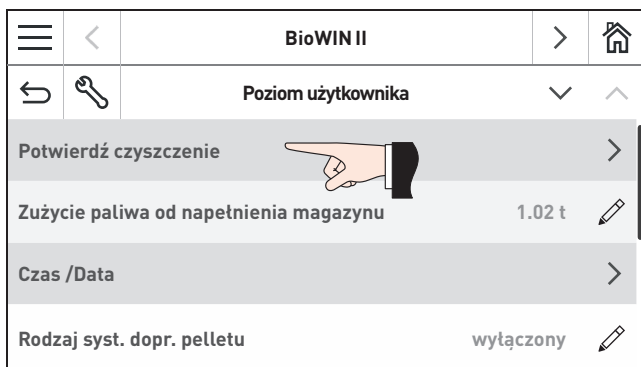 BioWIN II
Poziom użytkownika
Potwierdź czyszczenie
Zużycie paliwa od napełnienia magazynu 1.02 t
Czas /Data
Rodzaj syst. dopr. pelletu wyłączony